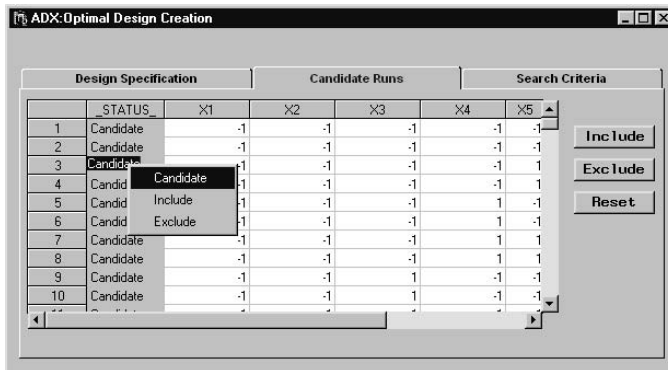 ADX:Optimal Design Creation
Design Specification Candidate Runs Search Criteria
_STATUS_ X1 X2 X3 X4 X5
1 Candidate -1 -1 -1 -1 -1
2 Candidate -1 -1 -1 -1 -1
3 Candidate -1 -1 -1 -1 1
4 Candid -1 -1 -1 -1 1
5 Candid -1 -1 -1 1 -1
6 Candid -1 -1 -1 1 -1
7 Candidate -1 -1 -1 1 1
8 Candidate -1 -1 -1 1 1
9 Candidate -1 -1 1 -1 -1
10 Candidate -1 -1 1 -1 -1
Candidate
Include
Exclude
Include
Exclude
Reset